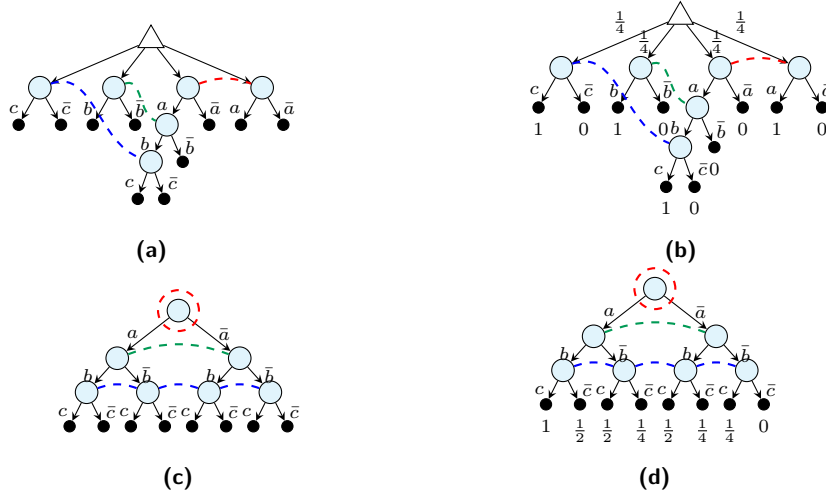 a
c c̄ b b̄ ā a ā
b b̄
c c̄
(a)
1/4 1/4 1/4 1/4
a
c c̄ b b̄ ā a ā
1 0 1 0 b b̄ 0 1 0
c c̄ 0
1 0
(b)
a ā
b b̄ b b̄
c c̄ c c̄ c c̄ c c̄
(c)
a ā
b b̄ b b̄
c c̄ c c̄ c c̄ c c̄
1 1/2 1/2 1/4 1/2 1/4 1/4 0
(d)